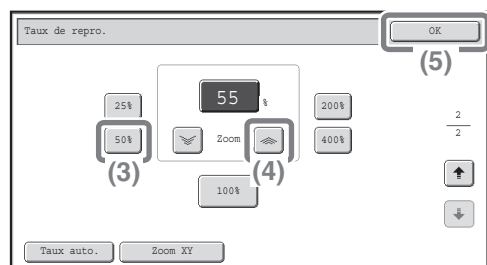 Taux de repro.
OK
(5)
55 %
25%
200%
50%
Zoom
400%
(3)
(4)
100%
2
2
Taux auto.
Zoom XY